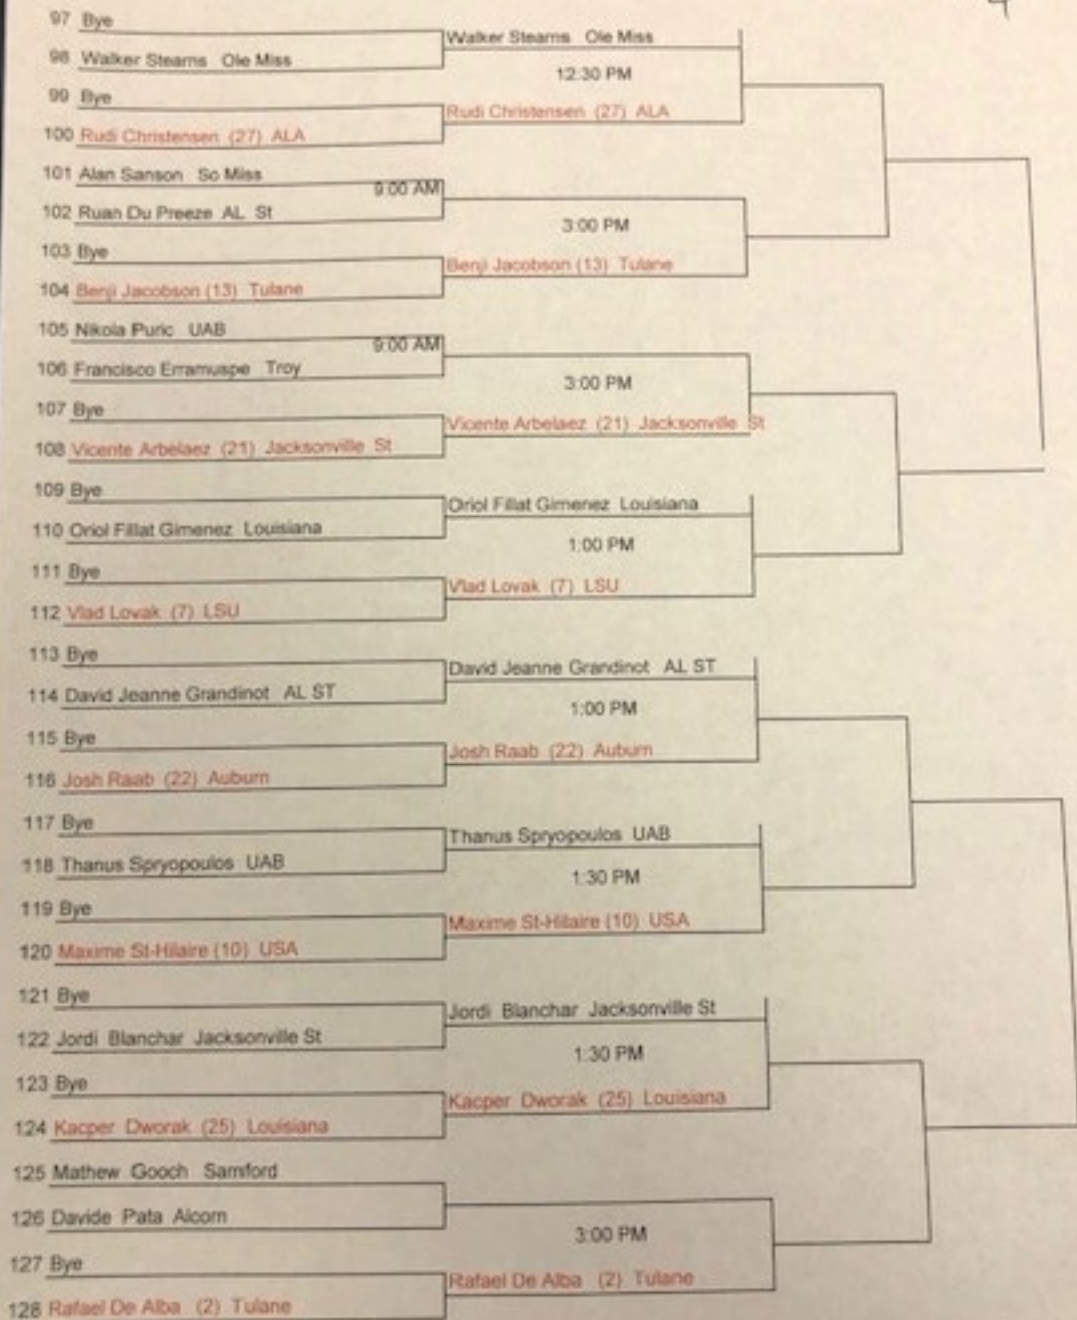 97 Bye
Walker Stearns Ole Miss
98 Walker Stearns Ole Miss
12:30 PM
99 Bye
Rudi Christensen (27) ALA
100 Rudi Christensen (27) ALA
101 Alan Sanson So Miss
9:00 AM
102 Ruan Du Preeze AL St
3:00 PM
103 Bye
Benji Jacobson (13) Tulane
104 Benji Jacobson (13) Tulane
105 Nikola Puric UAB
9:00 AM
106 Francisco Erramuspe Troy
3:00 PM
107 Bye
Vicente Arbelaez (21) Jacksonville St
108 Vicente Arbelaez (21) Jacksonville St
109 Bye
Oriol Fillat Gimenez Louisiana
110 Oriol Fillat Gimenez Louisiana
1:00 PM
111 Bye
Vlad Lovak (7) LSU
112 Vlad Lovak (7) LSU
113 Bye
David Jeanne Grandinot AL ST
114 David Jeanne Grandinot AL ST
1:00 PM
115 Bye
Josh Raab (22) Auburn
116 Josh Raab (22) Auburn
117 Bye
Thanus Spryopoulos UAB
118 Thanus Spryopoulos UAB
1:30 PM
119 Bye
Maxime St-Hilaire (10) USA
120 Maxime St-Hilaire (10) USA
121 Bye
Jordi Blanchar Jacksonville St
122 Jordi Blanchar Jacksonville St
1:30 PM
123 Bye
Kacper Dworak (25) Louisiana
124 Kacper Dworak (25) Louisiana
125 Mathew Gooch Samford
126 Davide Pata Alcorn
3:00 PM
127 Bye
Rafael De Alba (2) Tulane
128 Rafael De Alba (2) Tulane